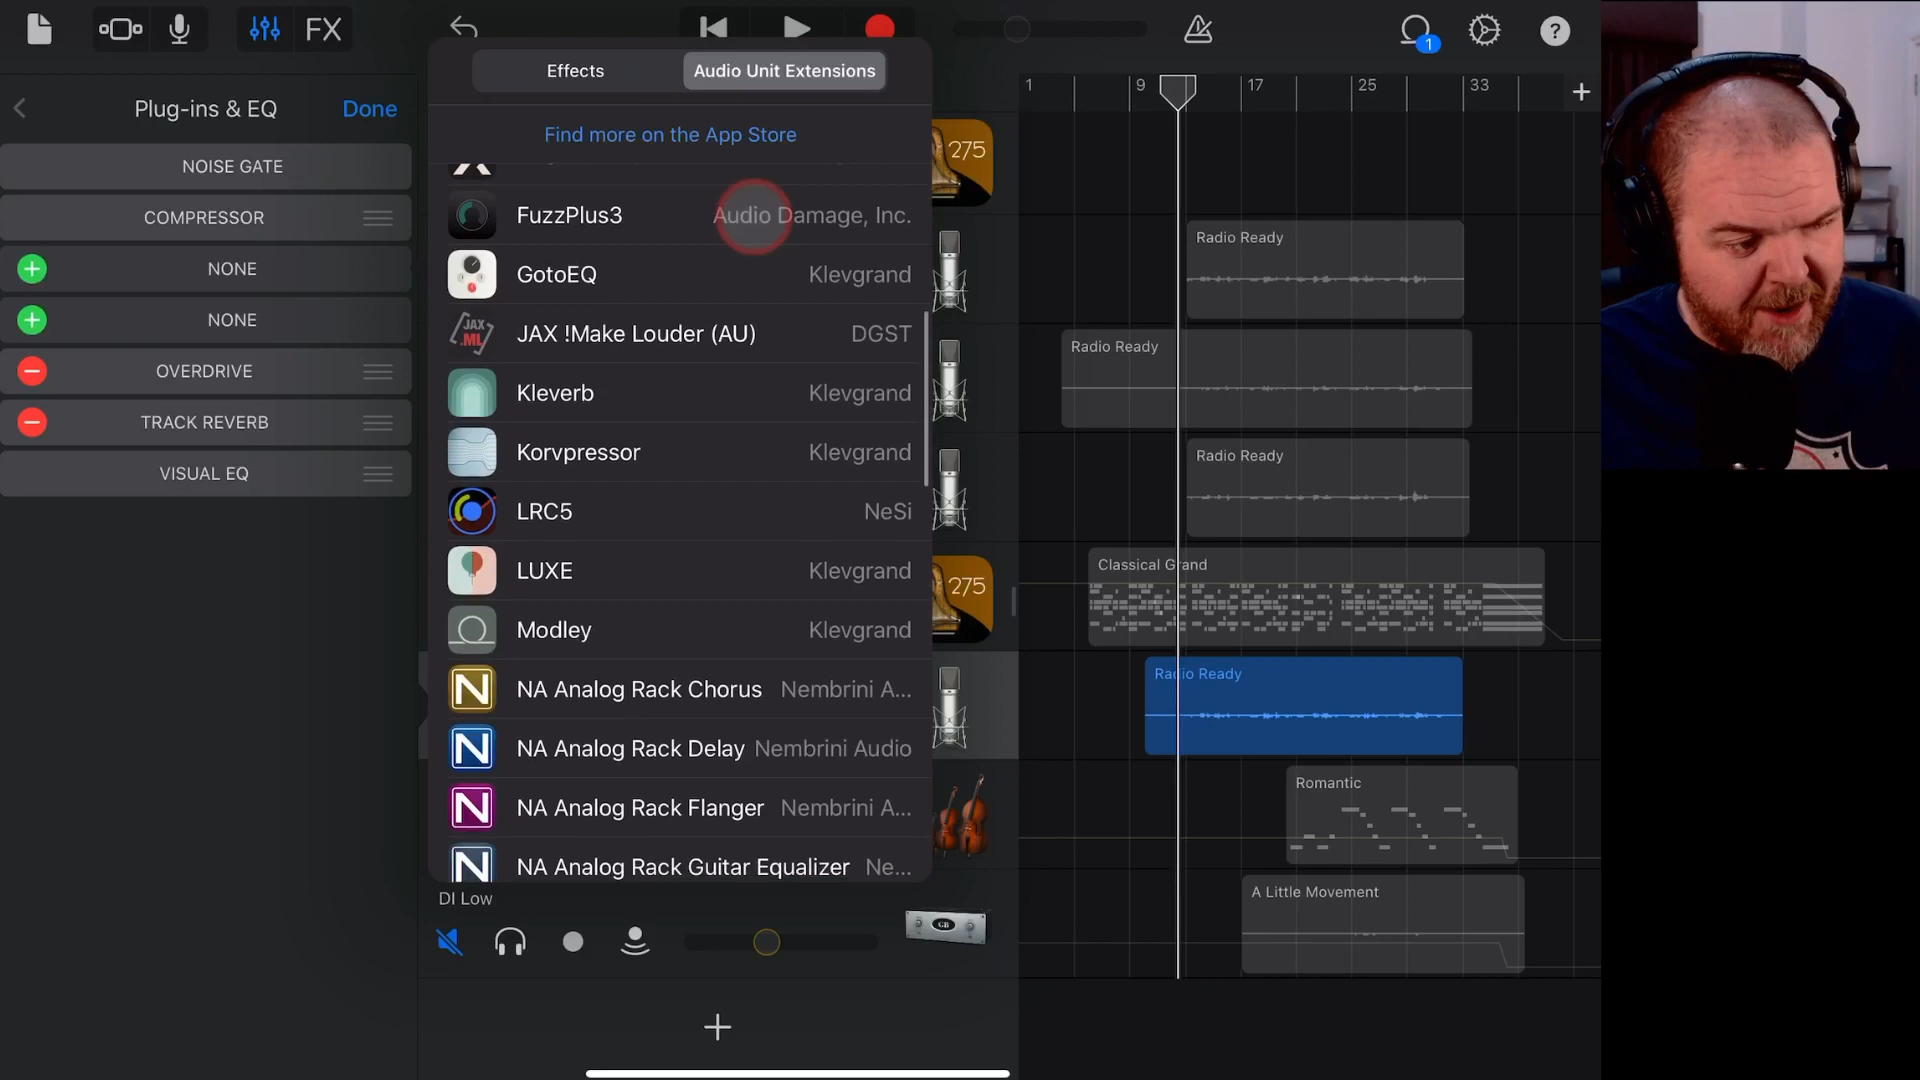 FX
1
?
Effects
Audio Unit Extensions
Plug-ins & EQ
Done
Find more on the App Store
1
9
17
25
33
NOISE GATE
COMPRESSOR
NONE
NONE
OVERDRIVE
TRACK REVERB
VISUAL EQ
FuzzPlus3 Audio Damage, Inc.
GotoEQ Klevgrand
JAX !Make Louder (AU) DGST
Kleverb Klevgrand
Korvpressor Klevgrand
LRC5 NeSi
LUXE Klevgrand
Modley Klevgrand
NA Analog Rack Chorus Nembrini A...
NA Analog Rack Delay Nembrini Audio
NA Analog Rack Flanger Nembrini A...
NA Analog Rack Guitar Equalizer Ne...
JAX
.ML
N
N
N
N
DI Low
275
275
GB
Radio Ready
Radio Ready
Radio Ready
Classical Grand
Radio Ready
Romantic
A Little Movement